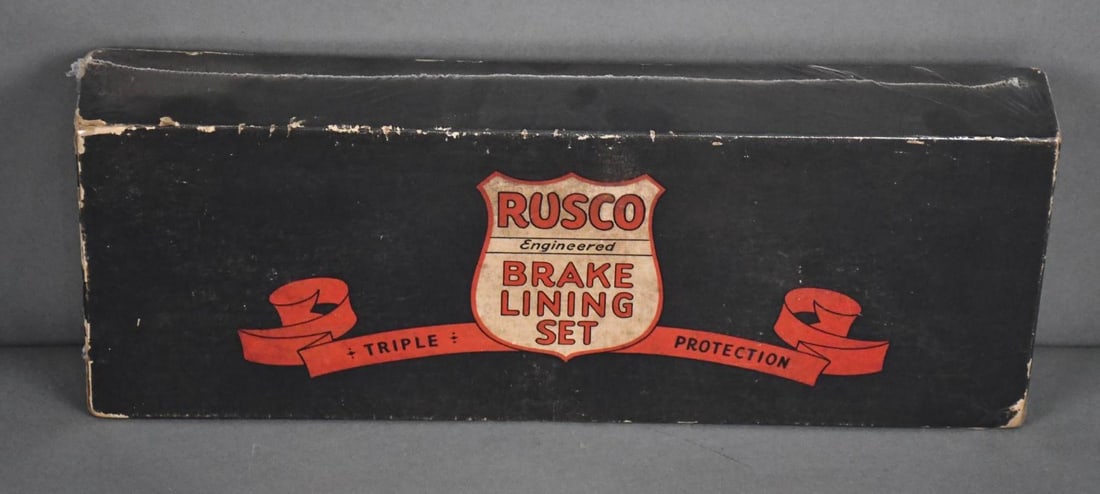 RUSCO
Engineered
BRAKE
LINING
SET
÷ TRIPLE ÷ PROTECTION